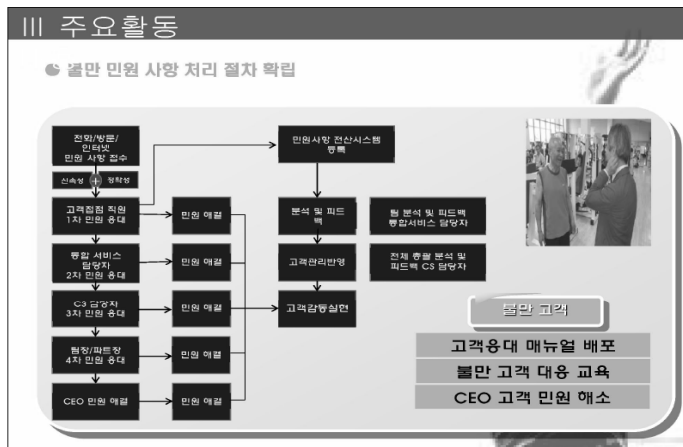 III 주요활동
불만 민원 사항 처리 절차 확립
전화/방문/
인터넷
민원 사항 접수
신속성 + 정확성
고객접점 직원
1차 민원 응대
통합 서비스
담당자
2차 민원 응대
CS 담당자
3차 민원 응대
팀장/파트장
4차 민원 응대
CEO 민원 해결
민원 해결
민원 해결
민원 해결
민원 해결
민원 해결
민원사항 전산시스템
등록
분석 및 피드
백
고객관리반영
고객감동실현
팀 분석 및 피드백
통합서비스 담당자
전체 총괄 분석 및
피드백 CS 담당자
불만 고객
고객응대 매뉴얼 배포
불만 고객 대응 교육
CEO 고객 민원 해소